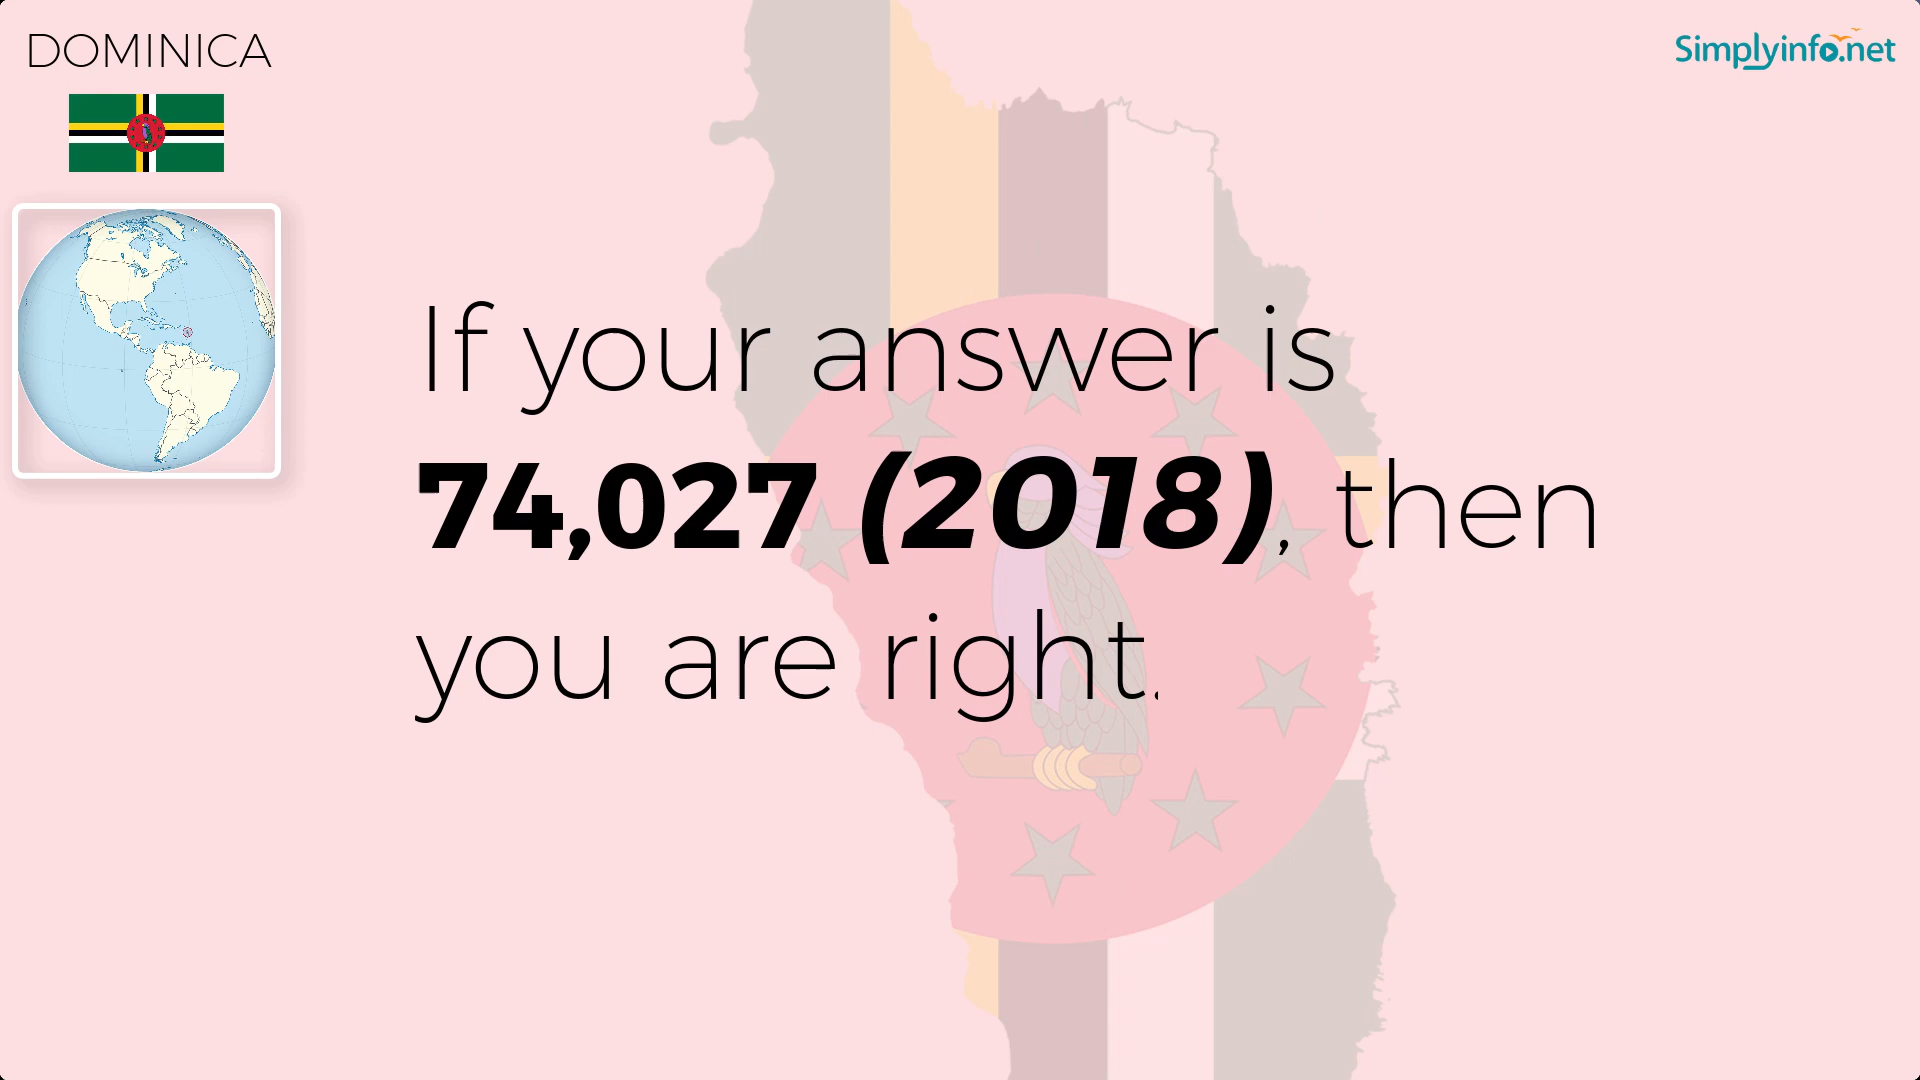 DOMINICA
Simplyinfo.net
If your answer is
74,027 (2018), then
you are right.